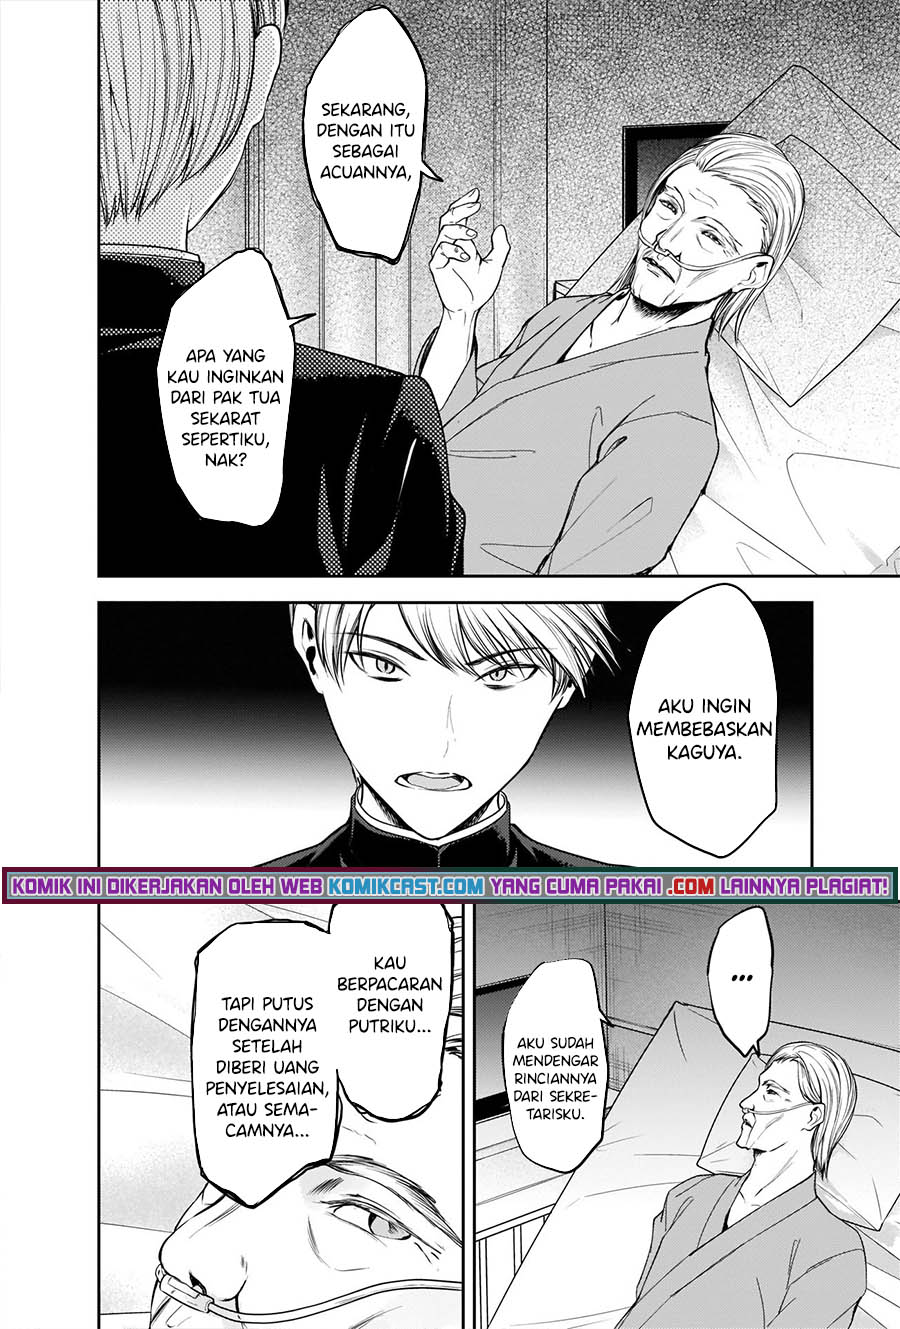 SEKARANG,
DENGAN ITU
SEBAGAI
ACUANNYA,
APA YANG
KAU INGINKAN
DARI PAK TUA
SEKARAT
SEPERTIKU,
NAK?
AKU INGIN
MEMBEBASKAN
KAGUYA.
KOMIK INI DIKERJAKAN OLEH WEB KOMIKCAST.COM YANG CUMA PAKAI .COM LAINNYA PLAGIAT!
...
AKU SUDAH
MENDENGAR
RINCIANNYA
DARI SEKRE-
TARISKU.
KAU
BERPACARAN
DENGAN
PUTRIKU...
TAPI PUTUS
DENGANNYA
SETELAH
DIBERI UANG
PENYELESAIAN,
ATAU SEMA-
CAMNYA...